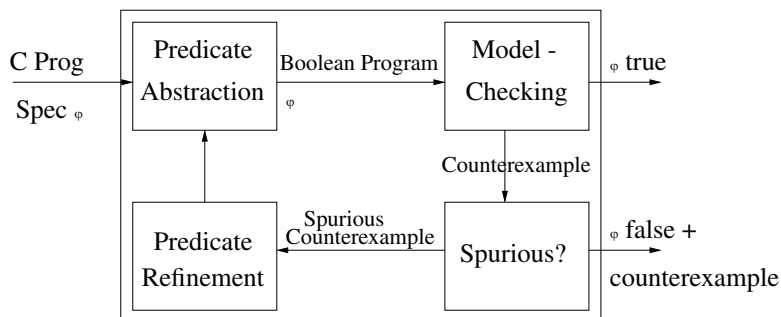 C Prog
Spec φ
Predicate
Abstraction
Boolean Program
φ
Model -
Checking
φ true
Counterexample
Predicate
Refinement
Spurious
Counterexample
Spurious?
φ false +
counterexample